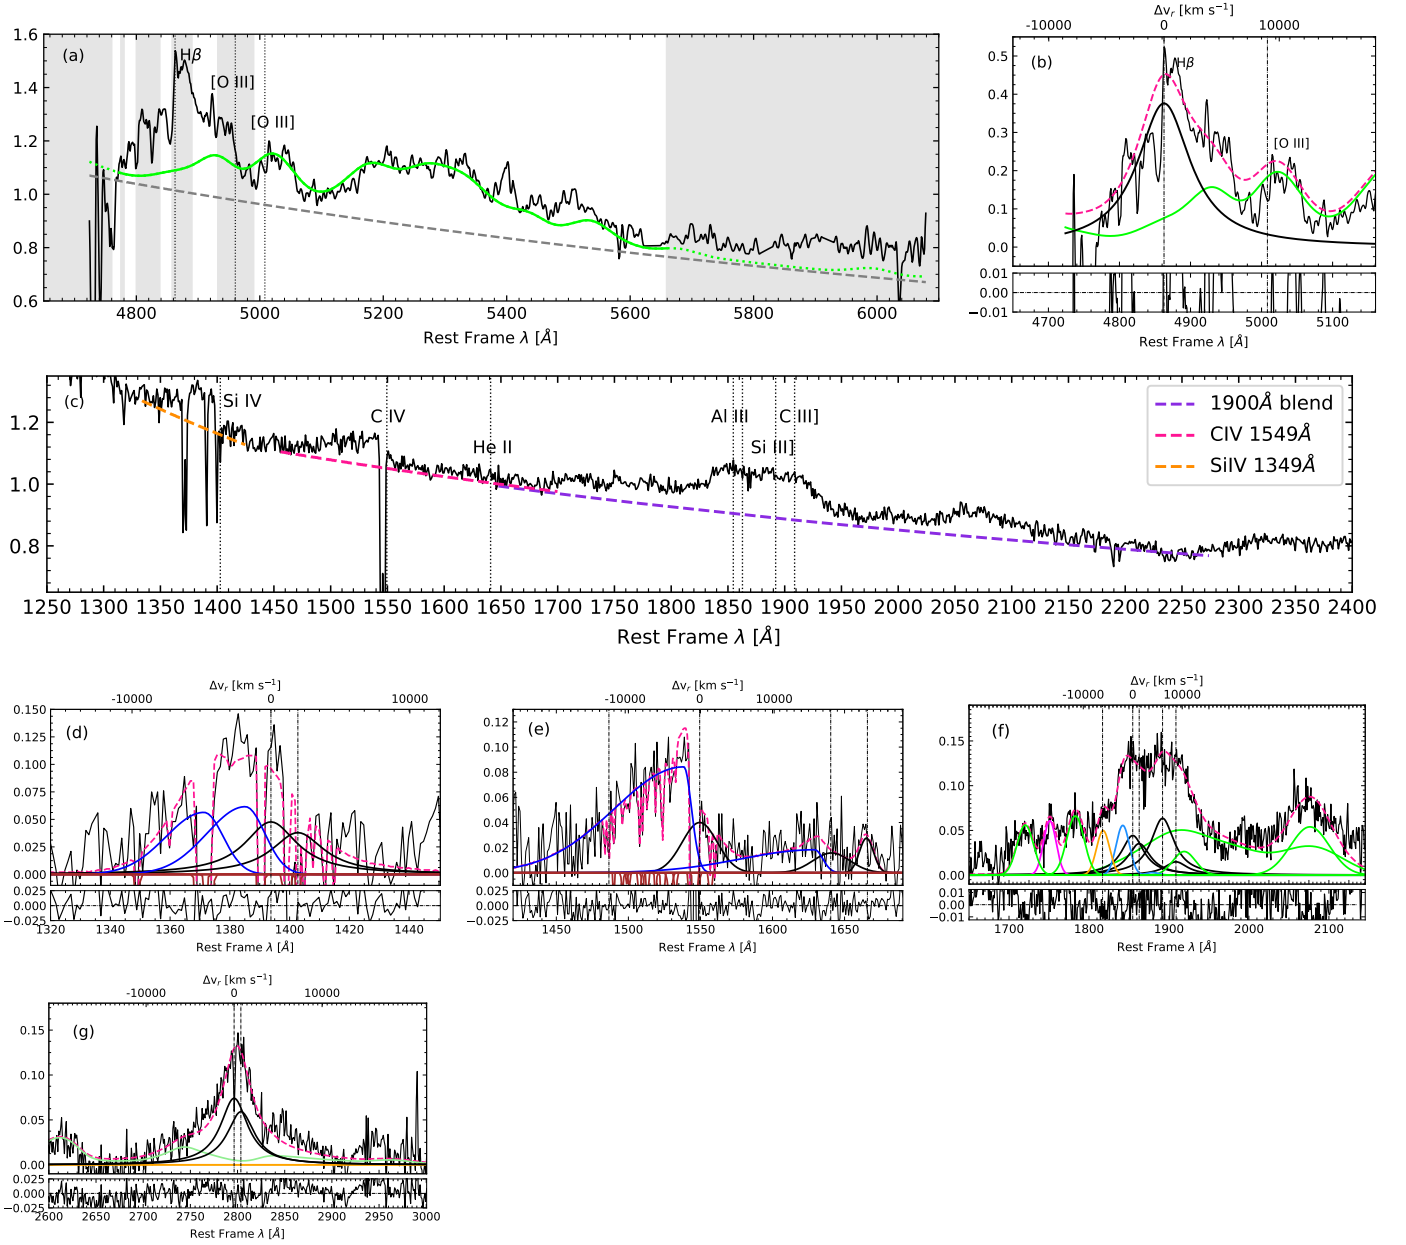 Δvᵣ [km s⁻¹]
-10000 0 10000
(a)
Hβ
[O III]
[O III]
1.6
1.4
1.2
1.0
0.8
0.6
4800 5000 5200 5400 5600 5800 6000
Rest Frame λ [Å]
(b)
Hβ
[O III]
0.5
0.4
0.3
0.2
0.1
0.0
0.01
0.00
−0.01
4700 4800 4900 5000 5100
Rest Frame λ [Å]
(c)
Si IV
C IV
He II
Al III
Si III]
C III]
1900Å blend
CIV 1549Å
SiIV 1349Å
1.2
1.0
0.8
1250 1300 1350 1400 1450 1500 1550 1600 1650 1700 1750 1800 1850 1900 1950 2000 2050 2100 2150 2200 2250 2300 2350 2400
Rest Frame λ [Å]
Δvᵣ [km s⁻¹]
-10000 0 10000
(d)
0.150
0.125
0.100
0.075
0.050
0.025
0.000
0.025
0.000
−0.025
1320 1340 1360 1380 1400 1420 1440
Rest Frame λ [Å]
Δvᵣ [km s⁻¹]
-10000 0 10000
(e)
0.12
0.10
0.08
0.06
0.04
0.02
0.00
0.025
0.000
−0.025
1450 1500 1550 1600 1650
Rest Frame λ [Å]
Δvᵣ [km s⁻¹]
-10000 0 10000
(f)
0.15
0.10
0.05
0.00
0.01
0.00
−0.01
1700 1800 1900 2000 2100
Rest Frame λ [Å]
Δvᵣ [km s⁻¹]
-10000 0 10000
(g)
0.15
0.10
0.05
0.00
0.025
0.000
−0.025
2600 2650 2700 2750 2800 2850 2900 2950 3000
Rest Frame λ [Å]